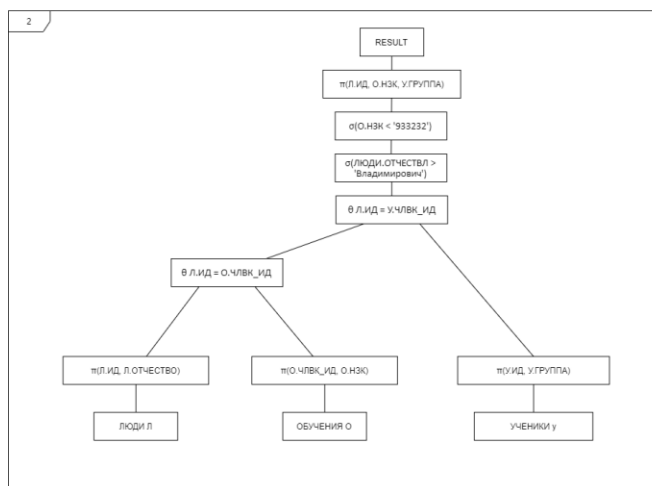 2
RESULT
π(Л.ИД, О.НЗК, У.ГРУППА)
σ(О.НЗК < '933232')
σ(ЛЮДИ.ОТЧЕСТВЛ >
'Владимирович')
θ Л.ИД = У.ЧЛВК_ИД
θ Л.ИД = О.ЧЛВК_ИД
π(Л.ИД, Л.ОТЧЕСТВО)
π(О.ЧЛВК_ИД, О.НЗК)
π(У.ИД, У.ГРУППА)
ЛЮДИ Л
ОБУЧЕНИЯ О
УЧЕНИКИ у